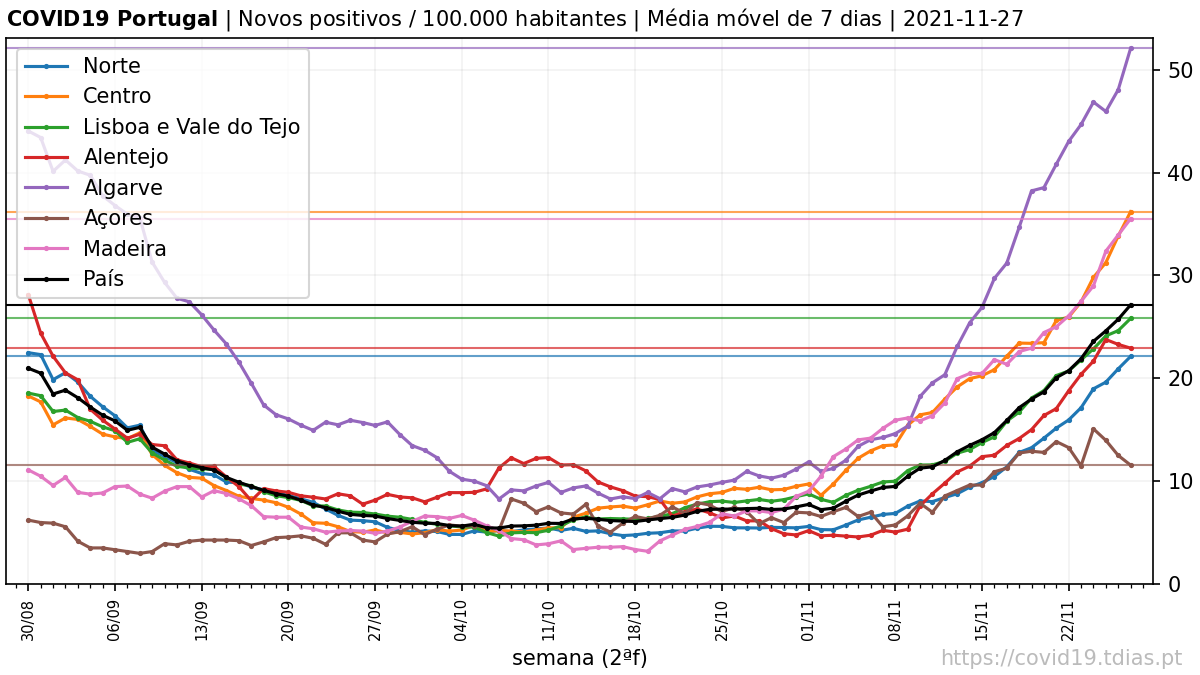 COVID19 Portugal | Novos positivos / 100.000 habitantes | Média móvel de 7 dias | 2021-11-27
Norte
Centro
Lisboa e Vale do Tejo
Alentejo
Algarve
Açores
Madeira
País
50
40
30
20
10
0
30/08
06/09
13/09
20/09
27/09
04/10
11/10
18/10
25/10
01/11
08/11
15/11
22/11
semana (2ªf)
https://covid19.tdias.pt